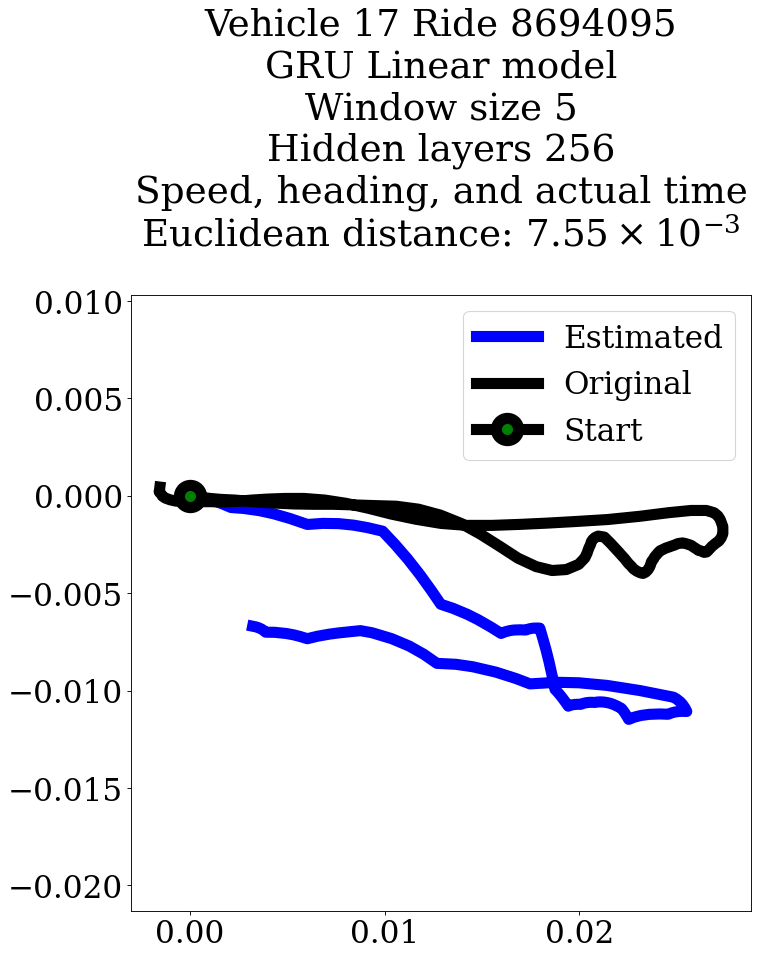 Vehicle 17 Ride 8694095
GRU Linear model
Window size 5
Hidden layers 256
Speed, heading, and actual time
Euclidean distance: 7.55 × 10⁻³
Estimated
Original
Start
0.010
0.005
0.000
−0.005
−0.010
−0.015
−0.020
0.00 0.01 0.02